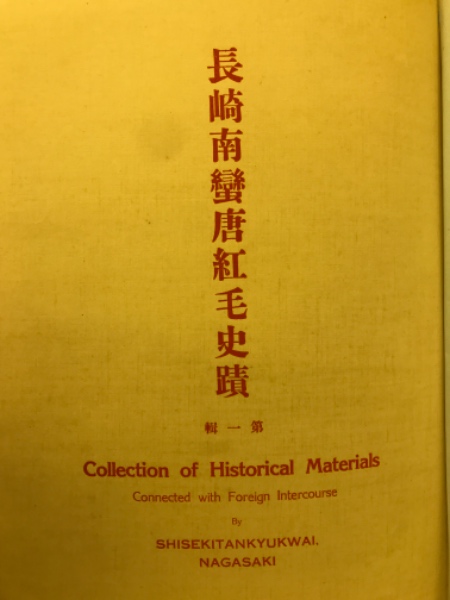 長崎南蠻唐紅毛史蹟
輯一第
Collection of Historical Materials
Connected with Foreign Intercourse
By
SHISEKITANKYUKWAI.
NAGASAKI